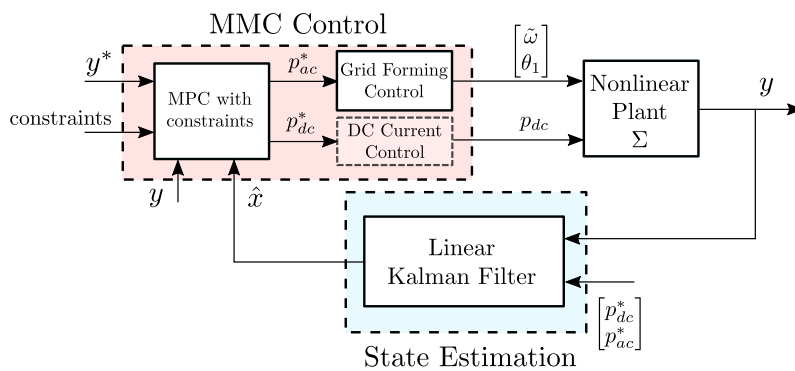 MMC Control
y*
constraints
MPC with
constraints
p*ac
p*dc
Grid Forming
Control
DC Current
Control
[ω̃
θ₁]
pdc
Nonlinear
Plant
Σ
y
y
x̂
Linear
Kalman Filter
[p*dc
p*ac]
State Estimation